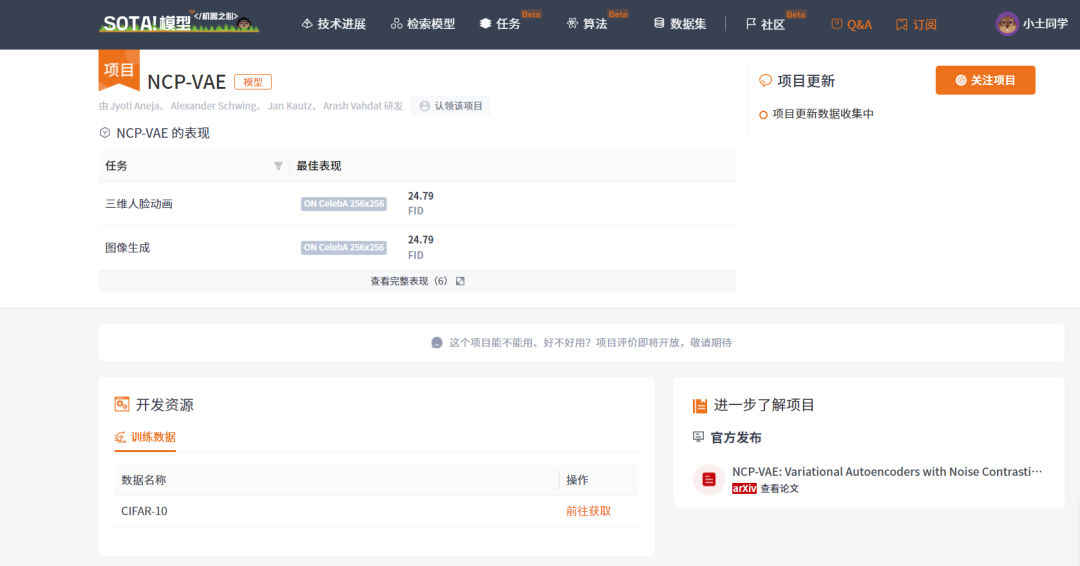 SOTA!模型 </机器之心>
技术进展 检索模型 任务 Beta 算法 Beta 数据集 社区 Beta Q&A 订阅 小土同学
项目
NCP-VAE 模型
由 Jyoti Aneja、 Alexander Schwing、 Jan Kautz、 Arash Vahdat 研发 认领该项目
NCP-VAE 的表现
任务 最佳表现
三维人脸动画 ON CelebA 256x256 24.79
FID
图像生成 ON CelebA 256x256 24.79
FID
查看完整表现（6）
项目更新
关注项目
项目更新数据收集中
这个项目能不能用、好不好用？项目评价即将开放，敬请期待
开发资源
训练数据
数据名称 操作
CIFAR-10 前往获取
进一步了解项目
官方发布
NCP-VAE: Variational Autoencoders with Noise Contrasti···
arXiv 查看论文